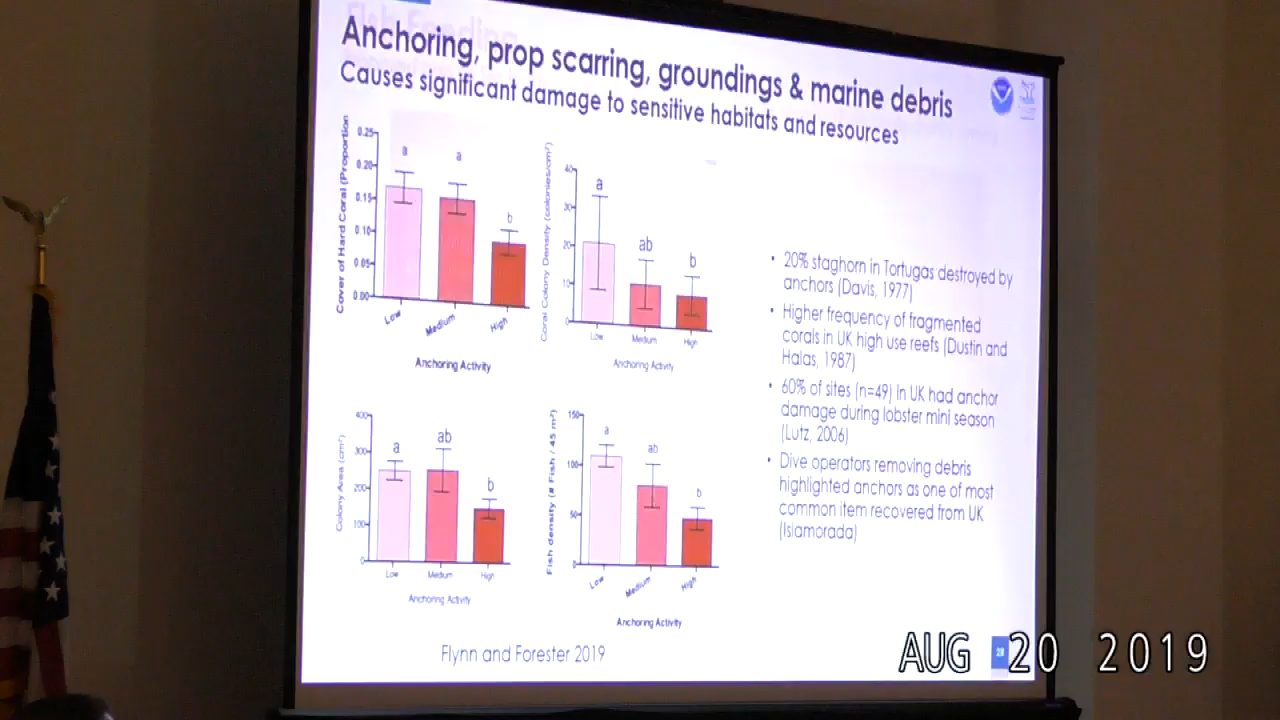 Anchoring, prop scarring, groundings & marine debris
Causes significant damage to sensitive habitats and resources
Cover of Hard Coral (Proportion
0.25
0.20
0.15
0.10
0.05
0.00
a
a
b
Low
Medium
High
Anchoring Activity
Coral Colony Density (colonies/cm²)
40
30
20
10
0
a
ab
b
Low
Medium
High
Anchoring Activity
Colony Area (cm²)
400
300
200
100
0
a
ab
b
Low
Medium
High
Anchoring Activity
Fish density (# Fish / 45 m²)
150
100
50
0
a
ab
b
Low
Medium
High
Anchoring Activity
Flynn and Forester 2019
• 20% staghorn in Tortugas destroyed by
anchors (Davis, 1977)
• Higher frequency of fragmented
corals in UK high use reefs (Dustin and
Halas, 1987)
• 60% of sites (n=49) in UK had anchor
damage during lobster mini season
(Lutz, 2006)
• Dive operators removing debris
highlighted anchors as one of most
common item recovered from UK
(Islamorada)
AUG 20 2019